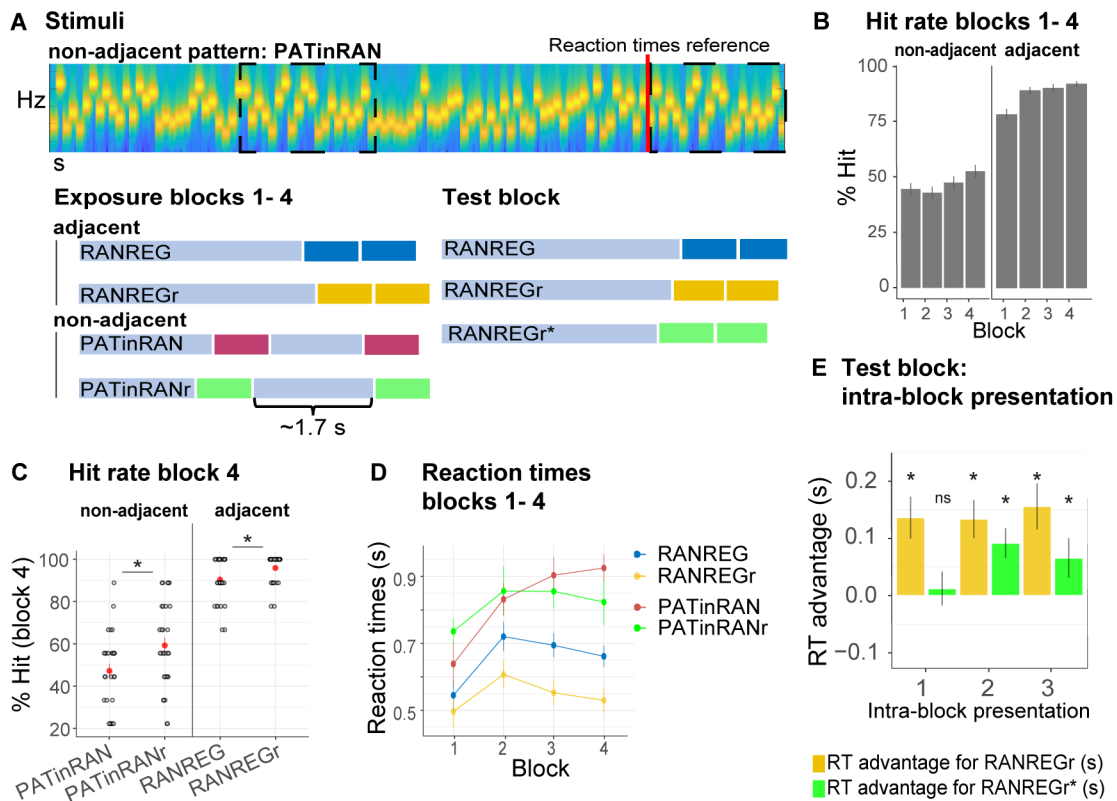 A Stimuli
non-adjacent pattern: PATinRAN
Reaction times reference
Hz
s
Exposure blocks 1- 4
adjacent
RANREG
RANREGr
non-adjacent
PATinRAN
PATinRANr
~1.7 s
Test block
RANREG
RANREGr
RANREGr*
B Hit rate blocks 1- 4
non-adjacent adjacent
% Hit
100
75
50
25
0
1 2 3 4 1 2 3 4
Block
C Hit rate block 4
non-adjacent adjacent
* *
% Hit (block 4)
100
80
60
40
20
PATinRAN PATinRANr RANREG RANREGr
D Reaction times
blocks 1- 4
Reaction times (s)
0.9
0.7
0.5
1 2 3 4
Block
RANREG
RANREGr
PATinRAN
PATinRANr
E Test block:
intra-block presentation
RT advantage (s)
0.2
0.1
0.0
−0.1
* ns * * * *
1 2 3
Intra-block presentation
RT advantage for RANREGr (s)
RT advantage for RANREGr* (s)